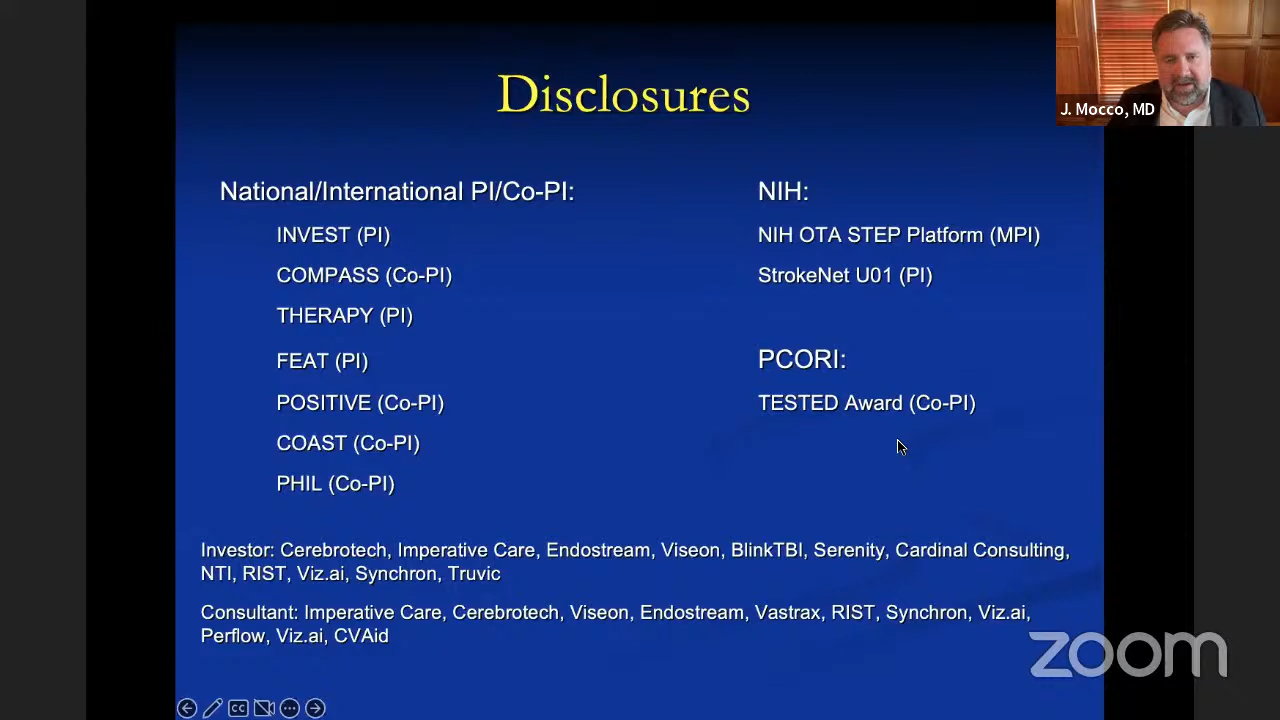 Disclosures
J. Mocco, MD
National/International PI/Co-PI:
INVEST (PI)
COMPASS (Co-PI)
THERAPY (PI)
FEAT (PI)
POSITIVE (Co-PI)
COAST (Co-PI)
PHIL (Co-PI)
NIH:
NIH OTA STEP Platform (MPI)
StrokeNet U01 (PI)
PCORI:
TESTED Award (Co-PI)
Investor: Cerebrotech, Imperative Care, Endostream, Viseon, BlinkTBI, Serenity, Cardinal Consulting,
NTI, RIST, Viz.ai, Synchron, Truvic
Consultant: Imperative Care, Cerebrotech, Viseon, Endostream, Vastrax, RIST, Synchron, Viz.ai,
Perflow, Viz.ai, CVAid
zoom
CC